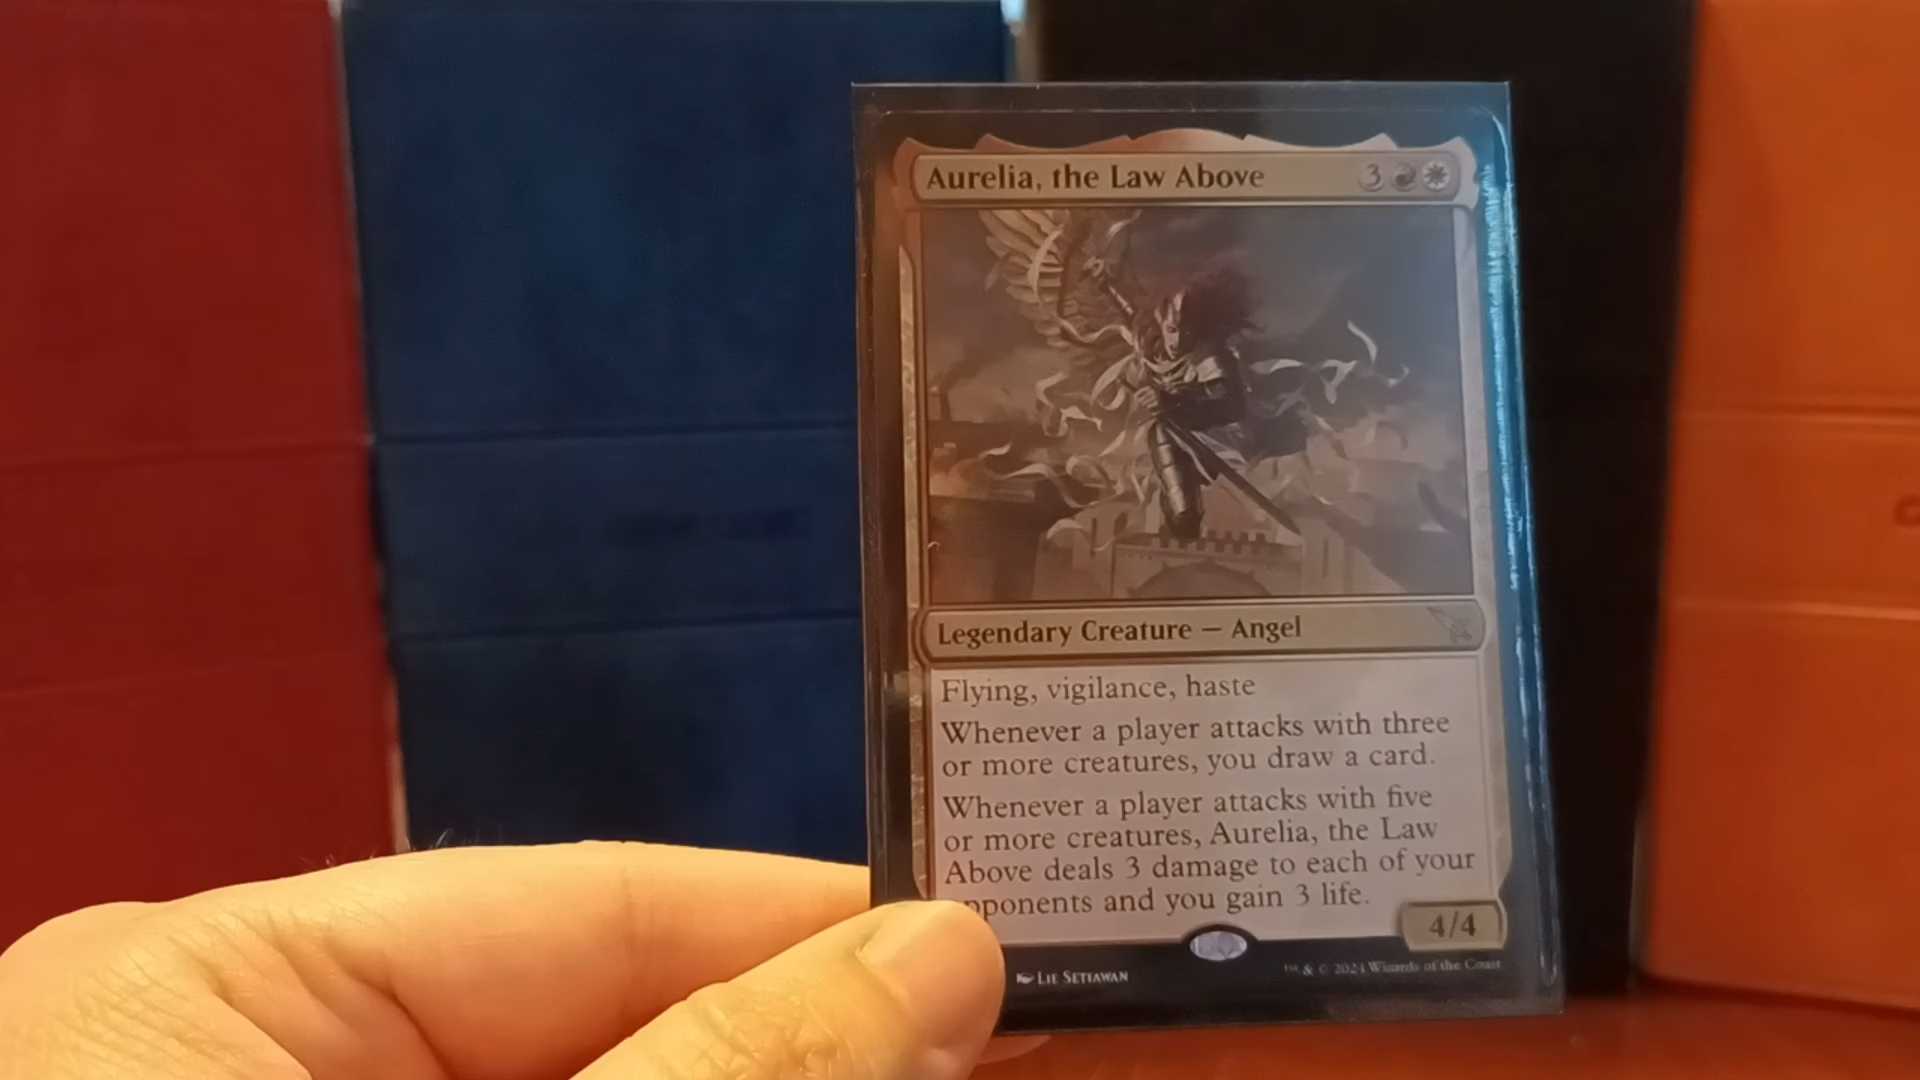 Aurelia, the Law Above 3
Legendary Creature — Angel
Flying, vigilance, haste
Whenever a player attacks with three
or more creatures, you draw a card.
Whenever a player attacks with five
or more creatures, Aurelia, the Law
Above deals 3 damage to each of your
pponents and you gain 3 life.
4/4
LIE SETIAWAN
™ & © 2024 Wizards of the Coast